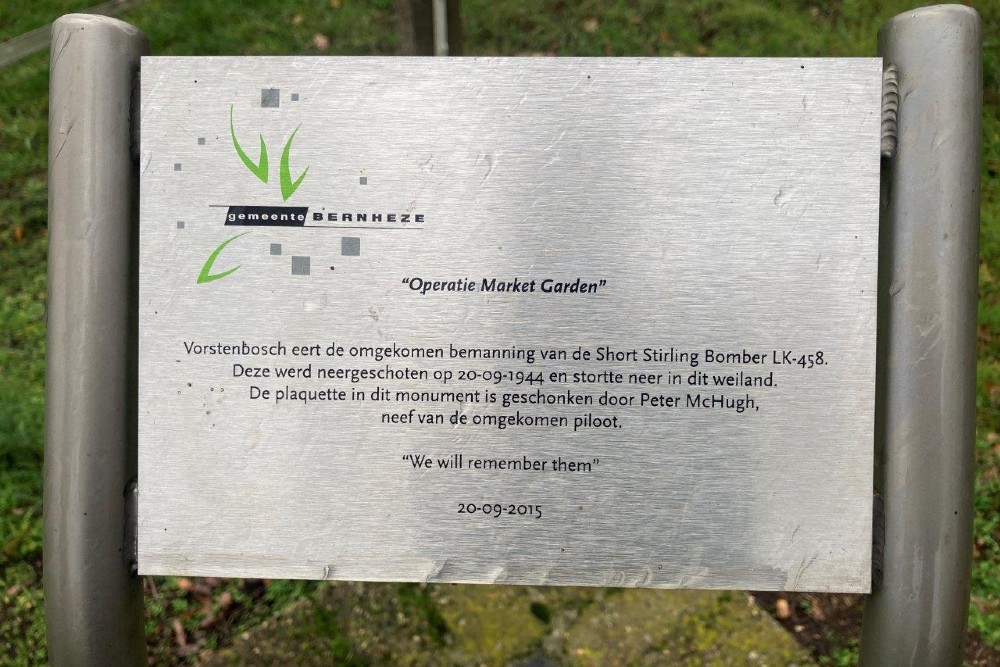 gemeente BERNHEZE
“Operatie Market Garden”
Vorstenbosch eert de omgekomen bemanning van de Short Stirling Bomber LK-458.
Deze werd neergeschoten op 20-09-1944 en stortte neer in dit weiland.
De plaquette in dit monument is geschonken door Peter McHugh,
neef van de omgekomen piloot.
“We will remember them”
20-09-2015